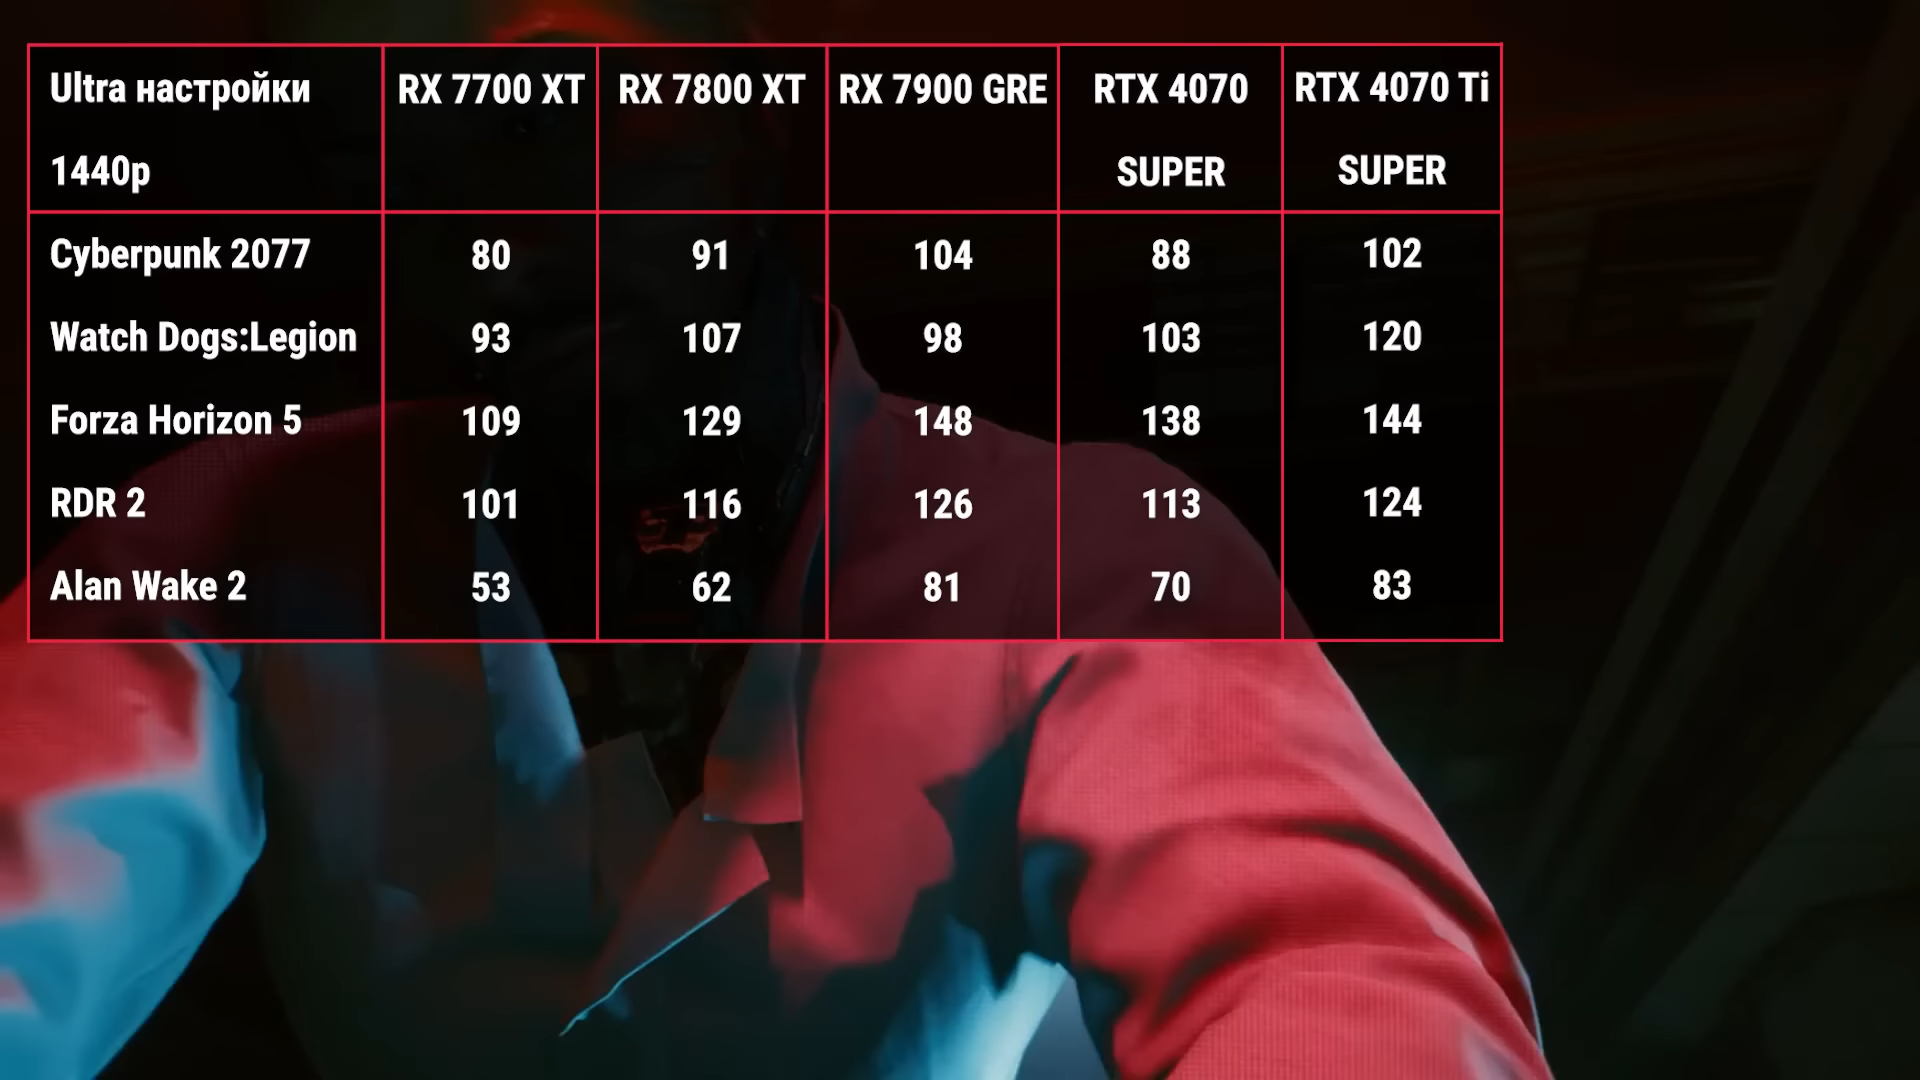 Ultra настройки 1440p RX 7700 XT RX 7800 XT RX 7900 GRE RTX 4070 SUPER RTX 4070 Ti SUPER
Cyberpunk 2077 80 91 104 88 102
Watch Dogs:Legion 93 107 98 103 120
Forza Horizon 5 109 129 148 138 144
RDR 2 101 116 126 113 124
Alan Wake 2 53 62 81 70 83